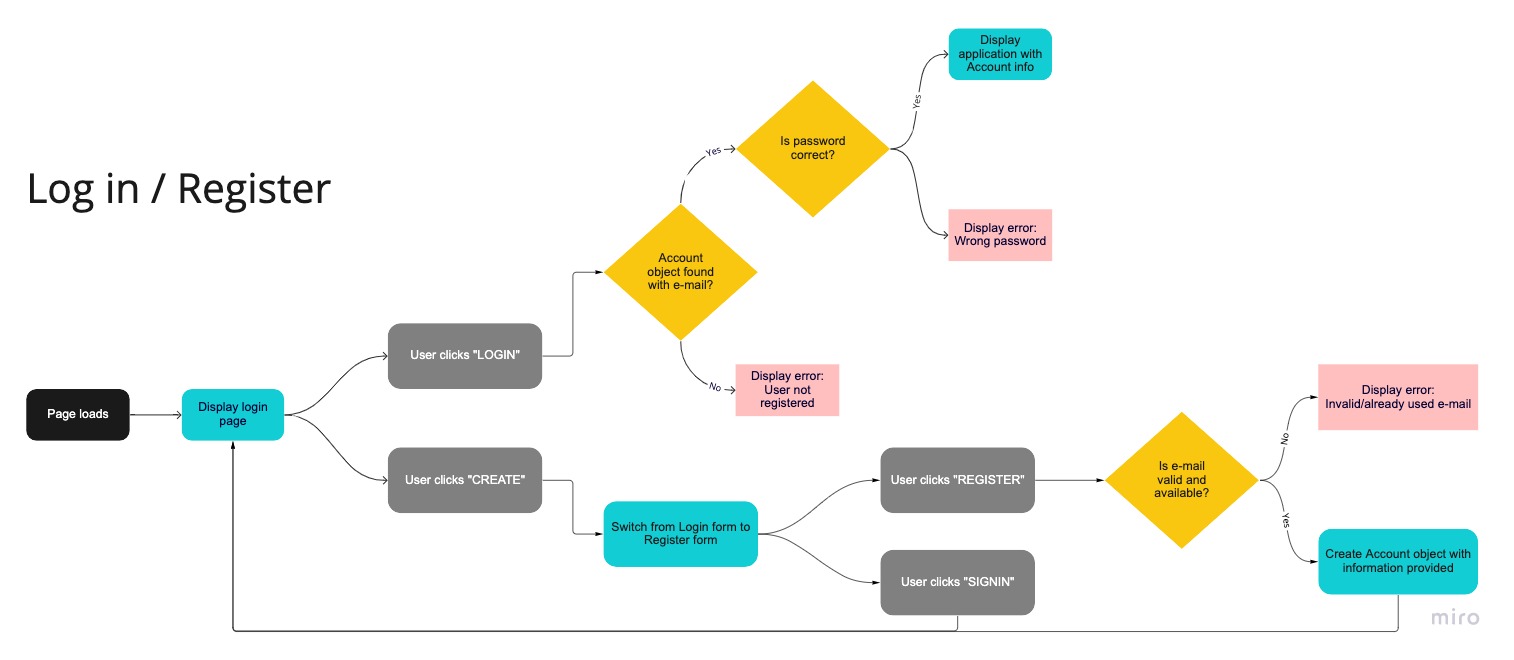 Log in / Register
Page loads
Display login
page
User clicks "LOGIN"
User clicks "CREATE"
Account
object found
with e-mail?
Yes
No
Is password
correct?
Yes
Display
application with
Account info
Display error:
Wrong password
Display error:
User not
registered
Switch from Login form to
Register form
User clicks "REGISTER"
User clicks "SIGNIN"
Is e-mail
valid and
available?
No
Yes
Display error:
Invalid/already used e-mail
Create Account object with
information provided
miro